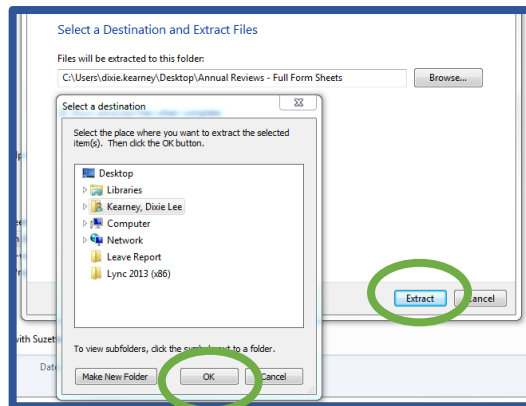 Select a Destination and Extract Files
Files will be extracted to this folder:
C:\Users\dixie.kearney\Desktop\Annual Reviews - Full Form Sheets
Browse...
Select a destination
Select the place where you want to extract the selected
item(s). Then click the OK button.
Desktop
Libraries
Kearney, Dixie Lee
Computer
Network
Leave Report
Lync 2013 (x86)
Extract
Cancel
with Suzett
To view subfolders, click the symbol next to a folder.
Date
Make New Folder
OK
Cancel